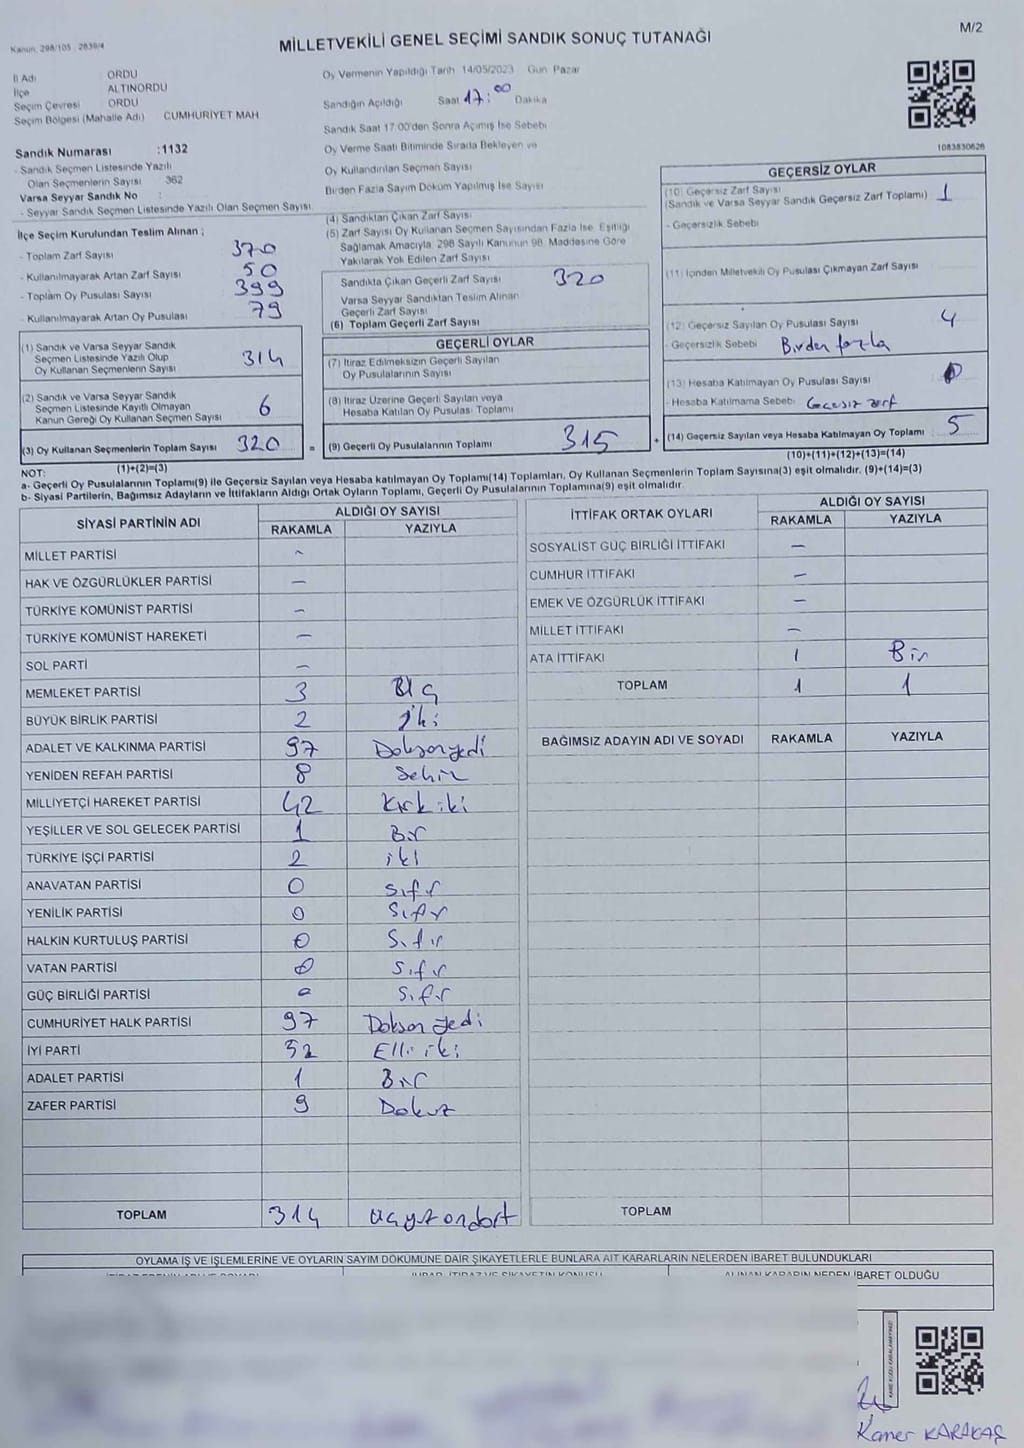 Kanun, 298/105 2839/4
MİLLETVEKİLİ GENEL SEÇİMİ SANDIK SONUÇ TUTANAĞI
M/2
İl Adı ORDU
İlçe ALTINORDU
Seçim Çevresi ORDU
Seçim Bölgesi (Mahalle Adı) CUMHURİYET MAH
Sandık Numarası :1132
- Sandık Seçmen Listesinde Yazılı
Olan Seçmenlerin Sayısı 362
Varsa Seyyar Sandık No :
- Seyyar Sandık Seçmen Listesinde Yazılı Olan Seçmen Sayısı
Oy Vermenin Yapıldığı Tarih 14/05/2023 Gün Pazar
Sandığın Açıldığı Saat 17:00 Dakika
Sandık Saat 17:00'den Sonra Açımış İse Sebebi
Oy Verme Saati Bitiminde Sırada Bekleyen ve
Oy Kullandırılan Seçmen Sayısı
Birden Fazla Sayım Döküm Yapılmış İse Sayısı
1083830626
İlçe Seçim Kurulundan Teslim Alınan ;
- Toplam Zarf Sayısı 370
- Kullanılmayarak Artan Zarf Sayısı 50
- Toplam Oy Pusulası Sayısı 399
- Kullanılmayarak Artan Oy Pusulası 79
(4) Sandıktan Çıkan Zarf Sayısı
(5) Zarf Sayısı Oy Kullanan Seçmen Sayısından Fazla İse, Eşitliği
Sağlamak Amacıyla, 298 Sayılı Kanunun 98. Maddesine Göre
Yakılarak Yok Edilen Zarf Sayısı
Sandıkta Çıkan Geçerli Zarf Sayısı 320
Varsa Seyyar Sandıktan Teslim Alınan
Geçerli Zarf Sayısı
(6) Toplam Geçerli Zarf Sayısı
GEÇERSİZ OYLAR
(10) Geçersiz Zarf Sayısı 1
(Sandık ve Varsa Seyyar Sandık Geçersiz Zarf Toplamı)
- Geçersizlik Sebebi
(11) İçinden Milletvekili Oy Pusulası Çıkmayan Zarf Sayısı
(12) Geçersiz Sayılan Oy Pusulası Sayısı 4
- Geçersizlik Sebebi Birden fazla
(13) Hesaba Katılmayan Oy Pusulası Sayısı 0
- Hesaba Katılmama Sebebi Geçersiz zarf
(14) Geçersiz Sayılan veya Hesaba Katılmayan Oy Toplamı 5
(10)+(11)+(12)+(13)=(14)
(1) Sandık ve Varsa Seyyar Sandık
Seçmen Listesinde Yazılı Olup
Oy Kullanan Seçmenlerin Sayısı 314
(2) Sandık ve Varsa Seyyar Sandık
Seçmen Listesinde Kayıtlı Olmayan
Kanun Gereği Oy Kullanan Seçmen Sayısı 6
(3) Oy Kullanan Seçmenlerin Toplam Sayısı 320 =
GEÇERLİ OYLAR
(7) İtiraz Edilmeksizin Geçerli Sayılan
Oy Pusulalarının Sayısı
(8) İtiraz Üzerine Geçerli Sayılan veya
Hesaba Katılan Oy Pusulası Toplamı
(9) Geçerli Oy Pusulalarının Toplamı 315 +
NOT: (1)+(2)=(3)
a- Geçerli Oy Pusulalarının Toplamı(9) ile Geçersiz Sayılan veya Hesaba katılmayan Oy Toplamı(14) Toplamları, Oy Kullanan Seçmenlerin Toplam Sayısına(3) eşit olmalıdır. (9)+(14)=(3)
b- Siyasi Partilerin, Bağımsız Adayların ve İttifakların Aldığı Ortak Oyların Toplamı, Geçerli Oy Pusulalarının Toplamına(9) eşit olmalıdır.
SİYASİ PARTİNİN ADI ALDIĞI OY SAYISI
RAKAMLA YAZIYLA
MİLLET PARTİSİ -
HAK VE ÖZGÜRLÜKLER PARTİSİ -
TÜRKİYE KOMÜNİST PARTİSİ -
TÜRKİYE KOMÜNİST HAREKETİ -
SOL PARTİ -
MEMLEKET PARTİSİ 3 Üç
BÜYÜK BİRLİK PARTİSİ 2 İki
ADALET VE KALKINMA PARTİSİ 97 Doksanyedi
YENİDEN REFAH PARTİSİ 8 Sekiz
MİLLİYETÇİ HAREKET PARTİSİ 42 Kırkiki
YEŞİLLER VE SOL GELECEK PARTİSİ 1 Bir
TÜRKİYE İŞÇİ PARTİSİ 2 iki
ANAVATAN PARTİSİ 0 Sıfır
YENİLİK PARTİSİ 0 Sıfır
HALKIN KURTULUŞ PARTİSİ 0 Sıfır
VATAN PARTİSİ 0 Sıfır
GÜÇ BİRLİĞİ PARTİSİ 0 Sıfır
CUMHURİYET HALK PARTİSİ 97 Doksan yedi
İYİ PARTİ 52 Elli iki
ADALET PARTİSİ 1 Bir
ZAFER PARTİSİ 9 Dokuz
TOPLAM 314 üçyüz ondört
İTTİFAK ORTAK OYLARI ALDIĞI OY SAYISI
RAKAMLA YAZIYLA
SOSYALİST GÜÇ BİRLİĞİ İTTİFAKI -
CUMHUR İTTİFAKI -
EMEK VE ÖZGÜRLÜK İTTİFAKI -
MİLLET İTTİFAKI -
ATA İTTİFAKI 1 Bir
TOPLAM 1 1
BAĞIMSIZ ADAYIN ADI VE SOYADI RAKAMLA YAZIYLA
TOPLAM
OYLAMA İŞ VE İŞLEMLERİNE VE OYLARIN SAYIM DÖKÜMÜNE DAİR ŞİKAYETLERLE BUNLARA AİT KARARLARIN NELERDEN İBARET BULUNDUKLARI
ALINAN KARARIN NEDEN İBARET OLDUĞU
Kamer KARAKAŞ